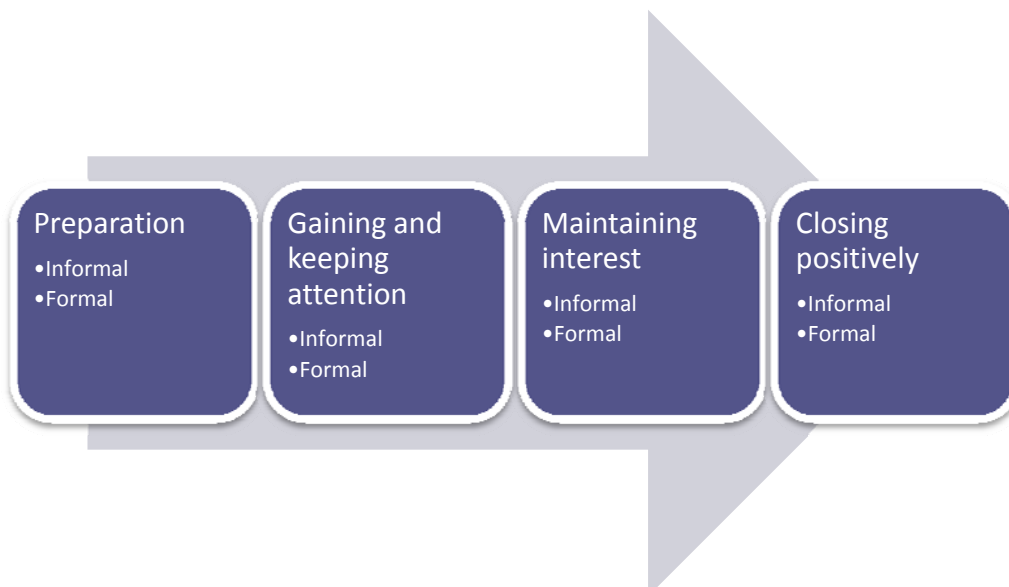 Preparation
•Informal
•Formal
Gaining and
keeping
attention
•Informal
•Formal
Maintaining
interest
•Informal
•Formal
Closing
positively
•Informal
•Formal